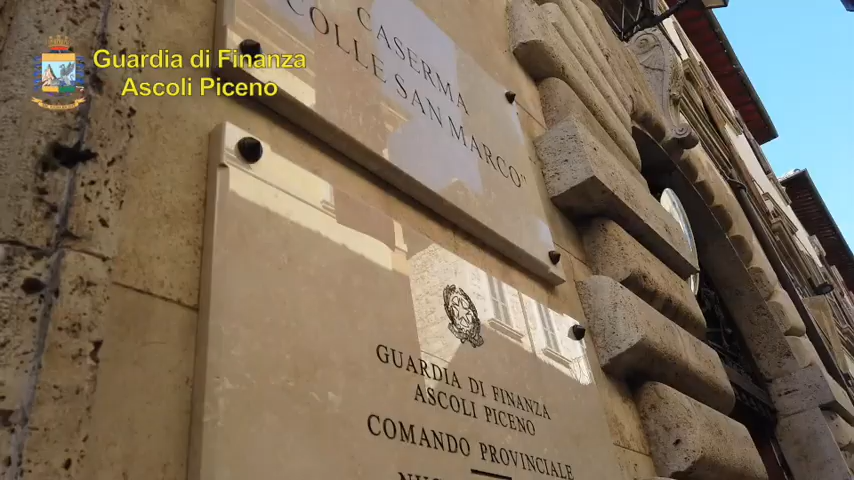 Guardia di Finanza
Ascoli Piceno
CASERMA
COLLE SAN MARCO"
GUARDIA DI FINANZA
ASCOLI PICENO
COMANDO PROVINCIALE